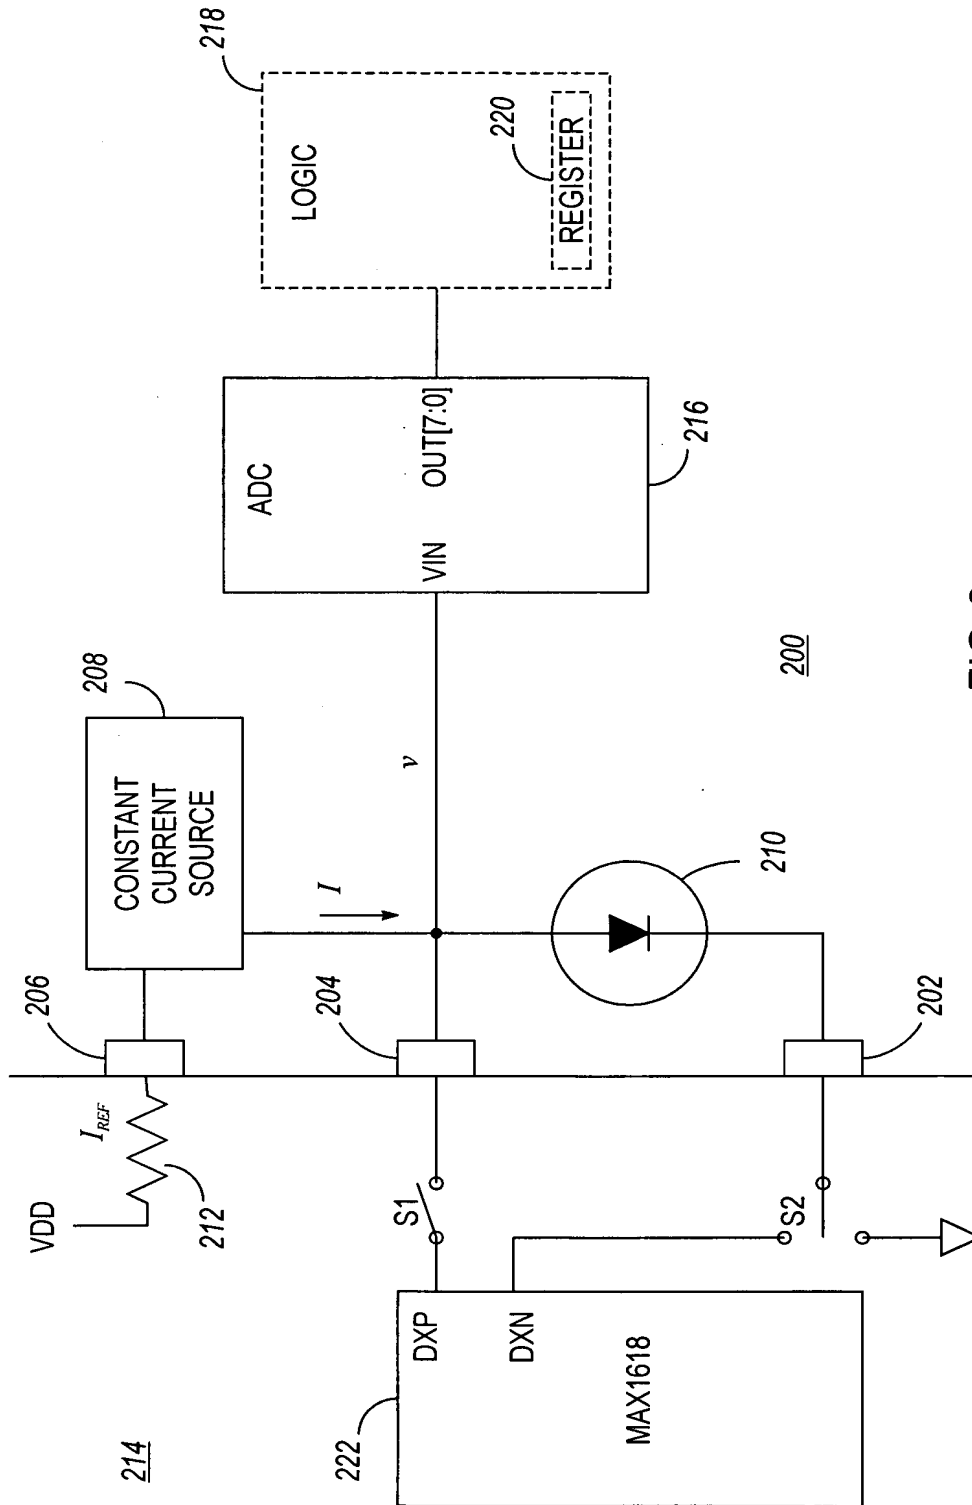 218
LOGIC
220
REGISTER
ADC
VIN
OUT[7:0]
216
208
CONSTANT
CURRENT
SOURCE
I
v
200
210
206
204
202
I REF
VDD
212
S1
S2
214
222
DXP
DXN
MAX1618